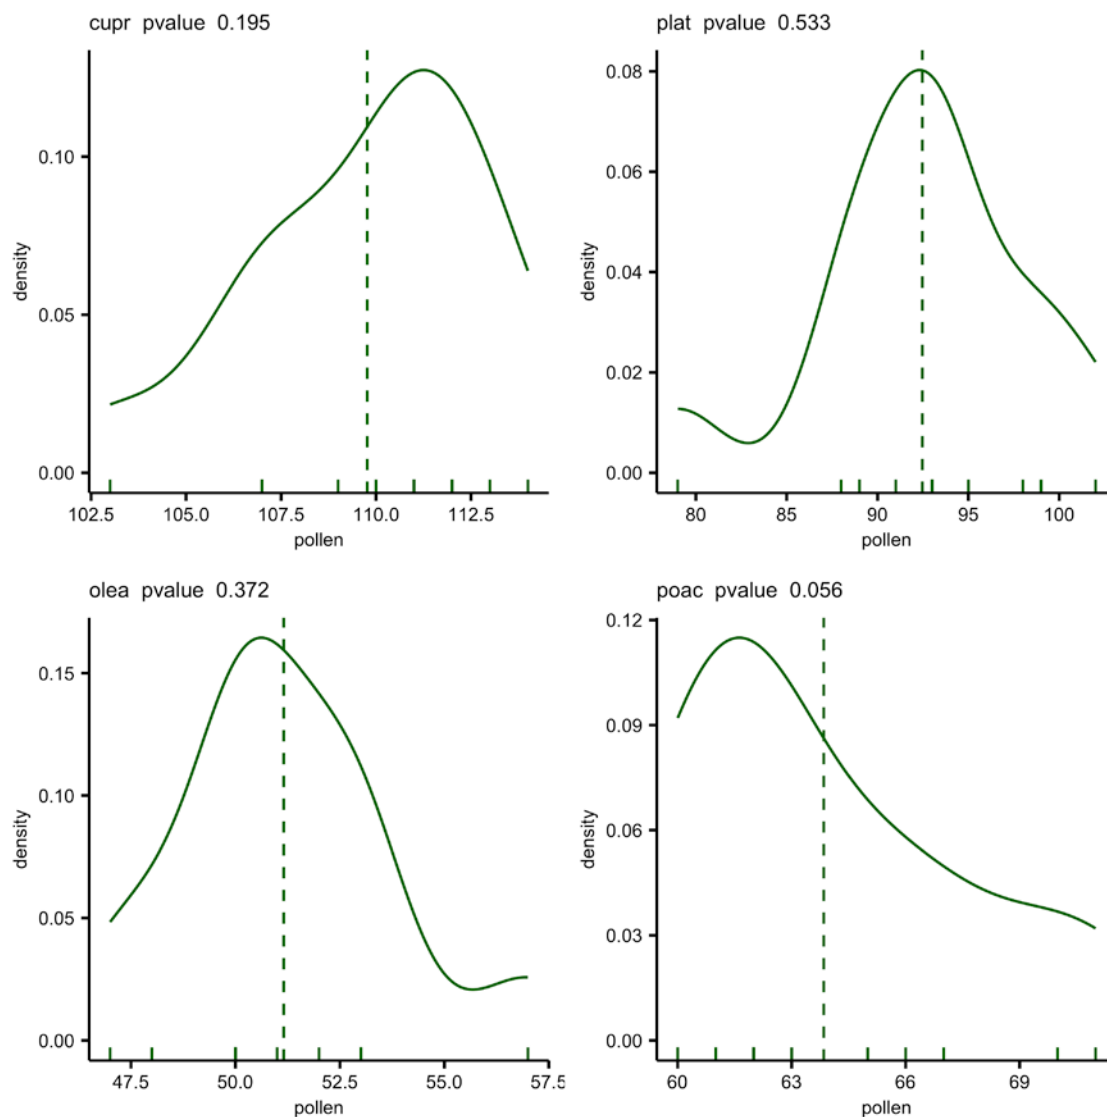 cupr pvalue 0.195
density
0.10
0.05
0.00
102.5 105.0 107.5 110.0 112.5
pollen
plat pvalue 0.533
density
0.08
0.06
0.04
0.02
0.00
80 85 90 95 100
pollen
olea pvalue 0.372
density
0.15
0.10
0.05
0.00
47.5 50.0 52.5 55.0 57.5
pollen
poac pvalue 0.056
density
0.12
0.09
0.06
0.03
0.00
60 63 66 69
pollen